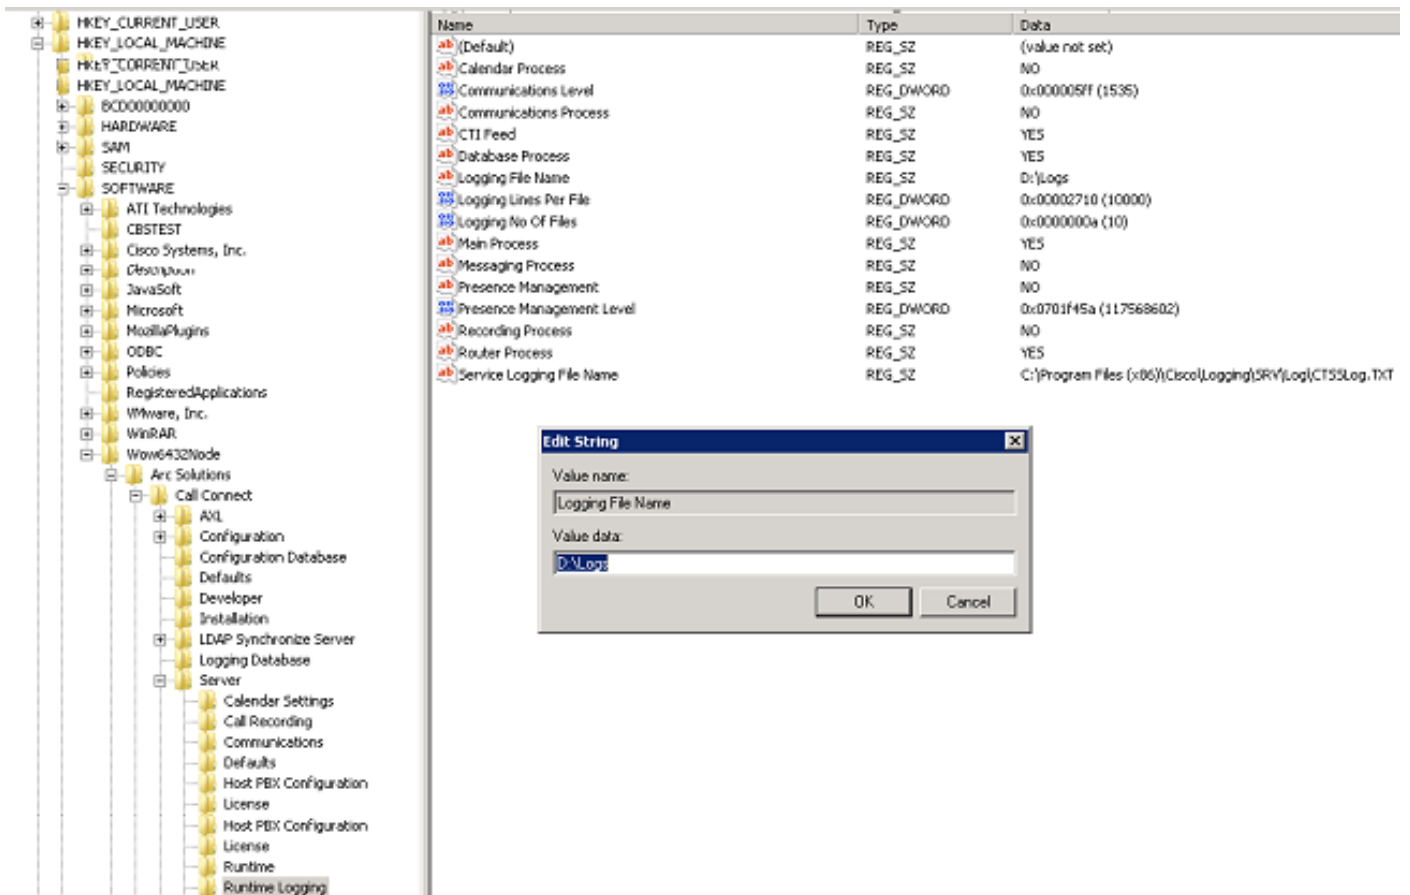 HKEY_CURRENT_USER
HKEY_LOCAL_MACHINE
HKEY_CURRENT_USER
HKEY_LOCAL_MACHINE
BCD00000000
HARDWARE
SAM
SECURITY
SOFTWARE
ATI Technologies
CBSTEST
Cisco Systems, Inc.
Description
JavaSoft
Microsoft
MozillaPlugins
ODBC
Policies
RegisteredApplications
VMware, Inc.
WinRAR
Wow6432Node
Arc Solutions
Call Connect
AXL
Configuration
Configuration Database
Defaults
Developer
Installation
LDAP Synchronize Server
Logging Database
Server
Calendar Settings
Call Recording
Communications
Defaults
Host PBX Configuration
License
Host PBX Configuration
License
Runtime
Runtime Logging
Name Type Data
(Default) REG_SZ (value not set)
Calendar Process REG_SZ NO
Communications Level REG_DWORD 0x000005ff (1535)
Communications Process REG_SZ NO
CTI Feed REG_SZ YES
Database Process REG_SZ YES
Logging File Name REG_SZ D:\Logs
Logging Lines Per File REG_DWORD 0x00002710 (10000)
Logging No Of Files REG_DWORD 0x0000000a (10)
Main Process REG_SZ YES
Messaging Process REG_SZ NO
Presence Management REG_SZ NO
Presence Management Level REG_DWORD 0x0701f45a (117568602)
Recording Process REG_SZ NO
Router Process REG_SZ YES
Service Logging File Name REG_SZ C:\Program Files (x86)\Cisco\Logging\SRV\Log\CTSSLog.TXT
Edit String
Value name:
Logging File Name
Value data:
D:\Logs
OK Cancel